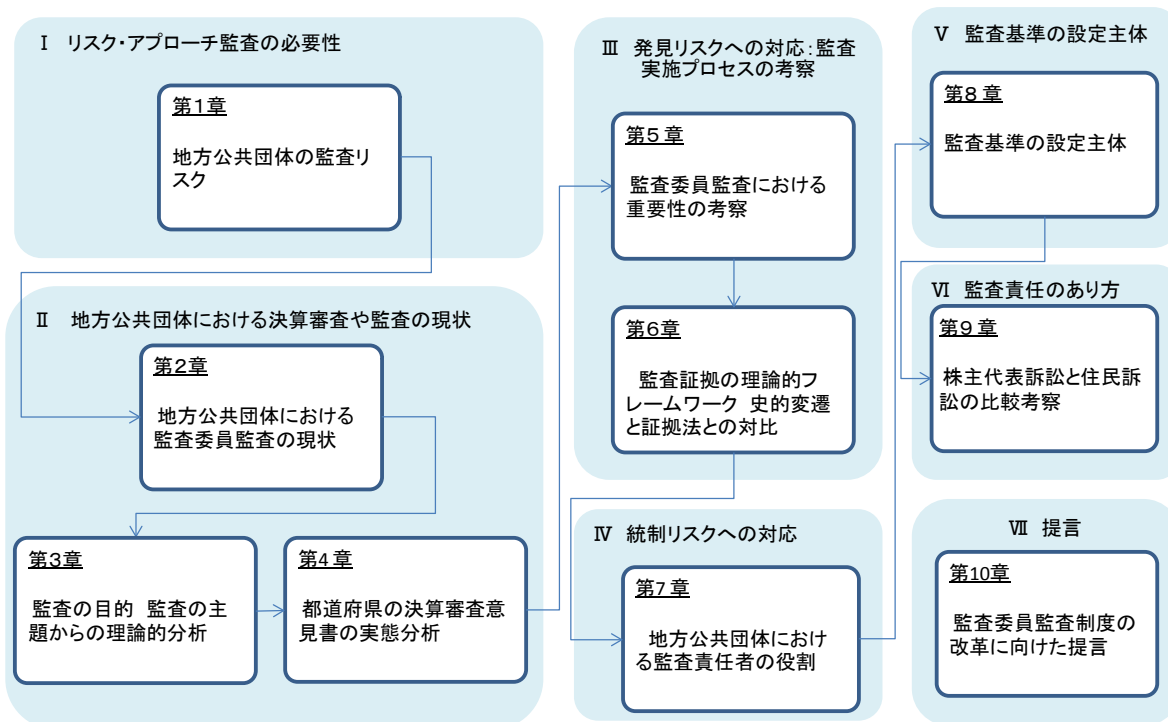 Ⅰ リスク・アプローチ監査の必要性
第1章
地方公共団体の監査リ
スク
Ⅱ 地方公共団体における決算審査や監査の現状
第2章
地方公共団体における
監査委員監査の現状
第3章
監査の目的 監査の主
題からの理論的分析
第4章
都道府県の決算審査意
見書の実態分析
Ⅲ 発見リスクへの対応:監査
実施プロセスの考察
第5章
監査委員監査における
重要性の考察
第6章
監査証拠の理論的フ
レームワーク 史的変遷
と証拠法との対比
Ⅳ 統制リスクへの対応
第7章
地方公共団体におけ
る監査責任者の役割
Ⅴ 監査基準の設定主体
第8章
監査基準の設定主体
Ⅵ 監査責任のあり方
第9章
株主代表訴訟と住民訴
訟の比較考察
Ⅶ 提言
第10章
監査委員監査制度の
改革に向けた提言